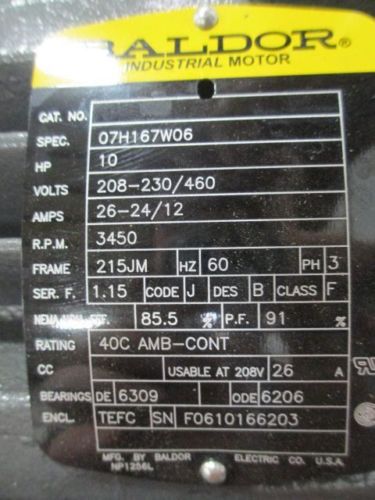 BALDOR®
INDUSTRIAL MOTOR
CAT. NO.
SPEC. 07H167W06
HP 10
VOLTS 208-230/460
AMPS 26-24/12
R.P.M. 3450
FRAME 215JM HZ 60 PH 3
SER. F. 1.15 CODE J DES B CLASS F
NEMA NOM. EFF. 85.5 % P.F. 91 %
RATING 40C AMB-CONT
CC USABLE AT 208V 26 A
BEARINGS DE 6309 ODE 6206
ENCL. TEFC SN F0610166203
MFG. BY BALDOR ELECTRIC CO. U.S.A.
NP1256L